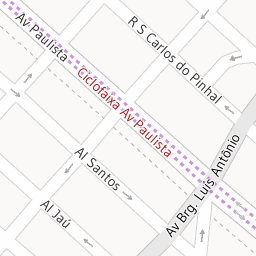 Av Paulista
R S Carlos do Pinhal
Ciclofaixa Av Paulista
Al Santos
Av Brg. Luís Antônio
Al Jaú